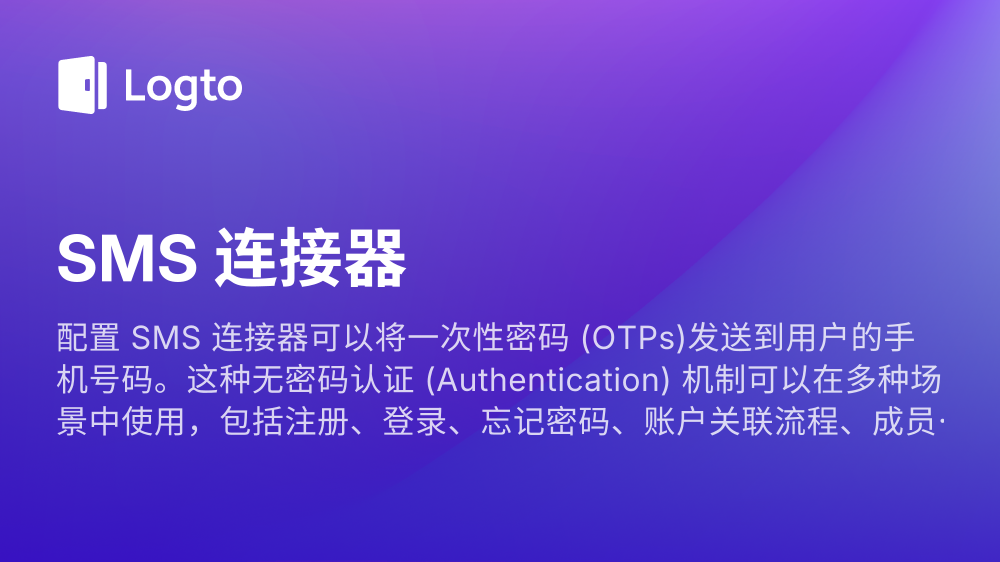 Logto
SMS 连接器
配置 SMS 连接器可以将一次性密码 (OTPs)发送到用户的手
机号码。这种无密码认证 (Authentication) 机制可以在多种场
景中使用，包括注册、登录、忘记密码、账户关联流程、成员·